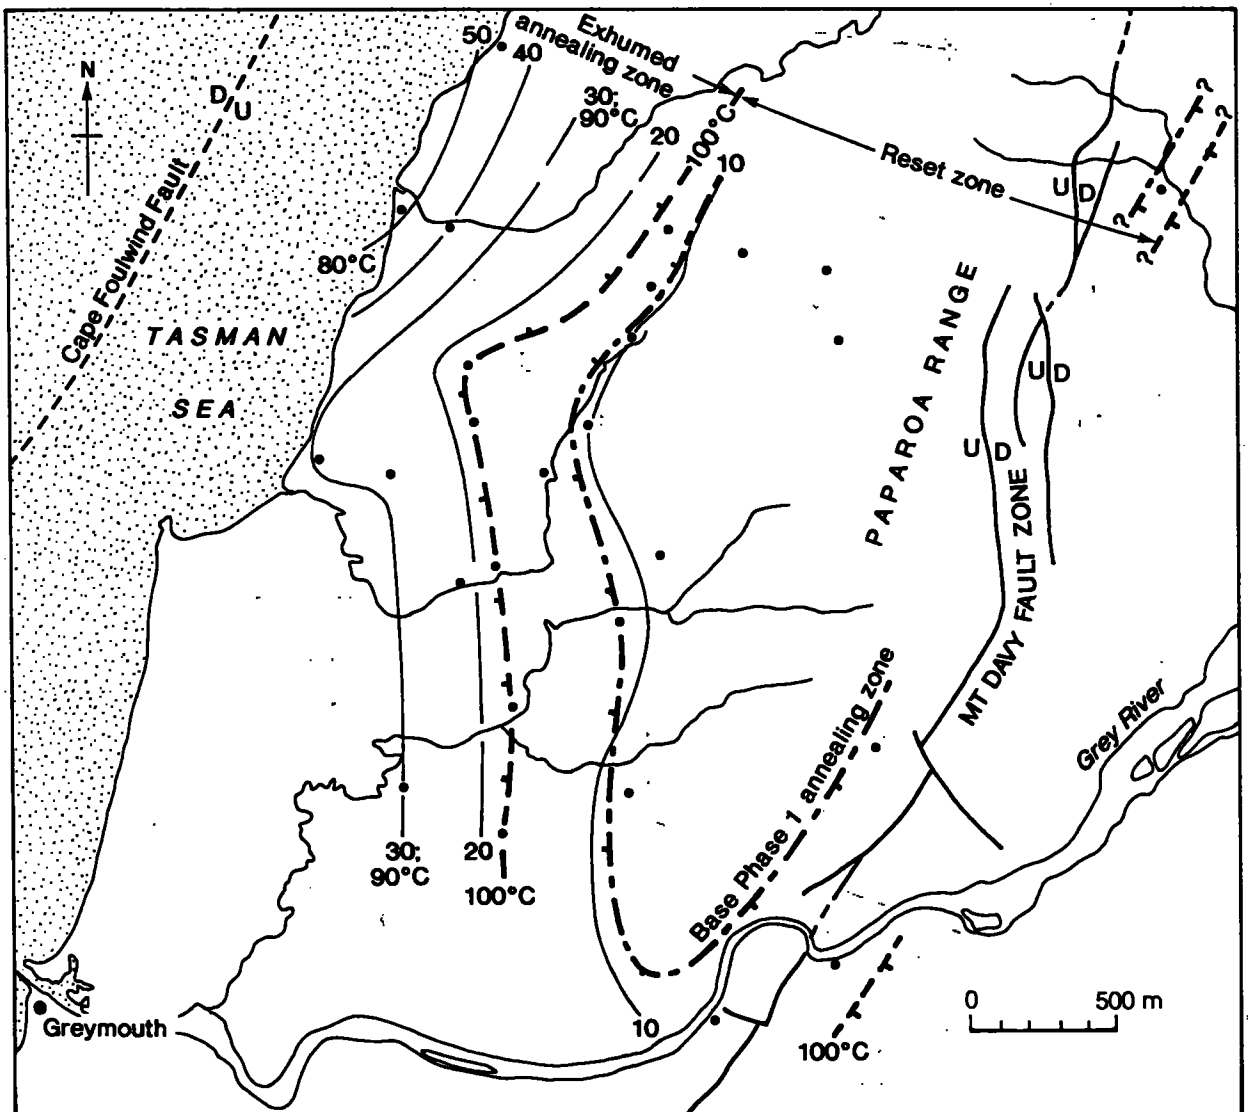 50
40
Exhumed
annealing zone
N
30;
90°C
20
100°C
10
D
U
Reset zone
?
?
U D
?
?
Cape Foulwind Fault
80°C
TASMAN
SEA
PAPAROA RANGE
U D
U D
MT DAVY FAULT ZONE
Grey River
Base Phase 1 annealing zone
30;
90°C
20
100°C
0 500 m
Greymouth
10
100°C